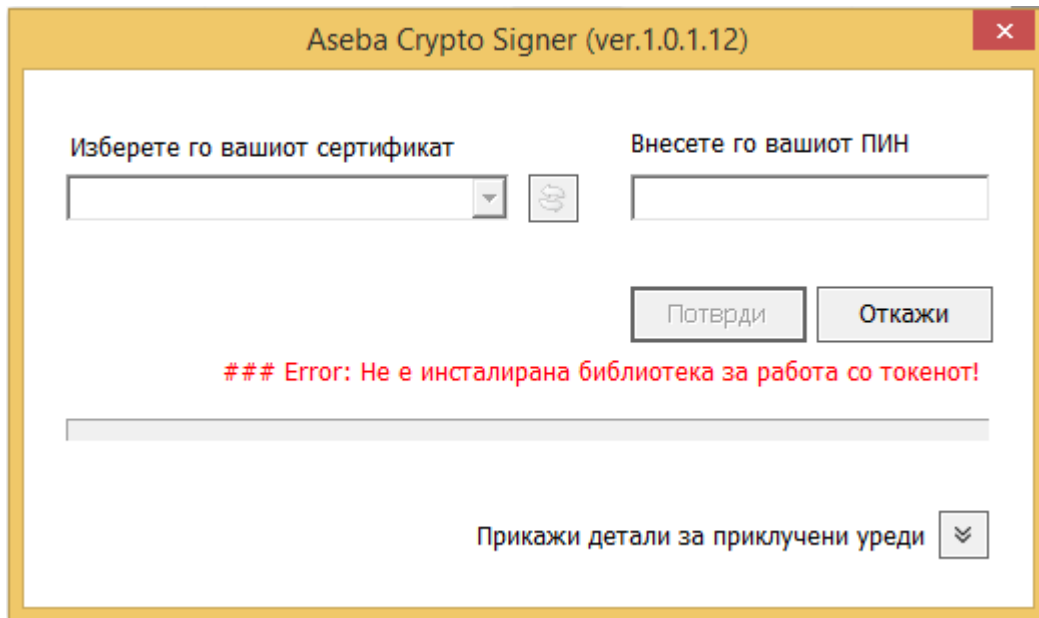 Aseba Crypto Signer (ver.1.0.1.12)
Изберете го вашиот сертификат
Внесете го вашиот ПИН
Потврди
Откажи
### Error: Не е инсталирана библиотека за работа со токенот!
Прикажи детали за приклучени уреди